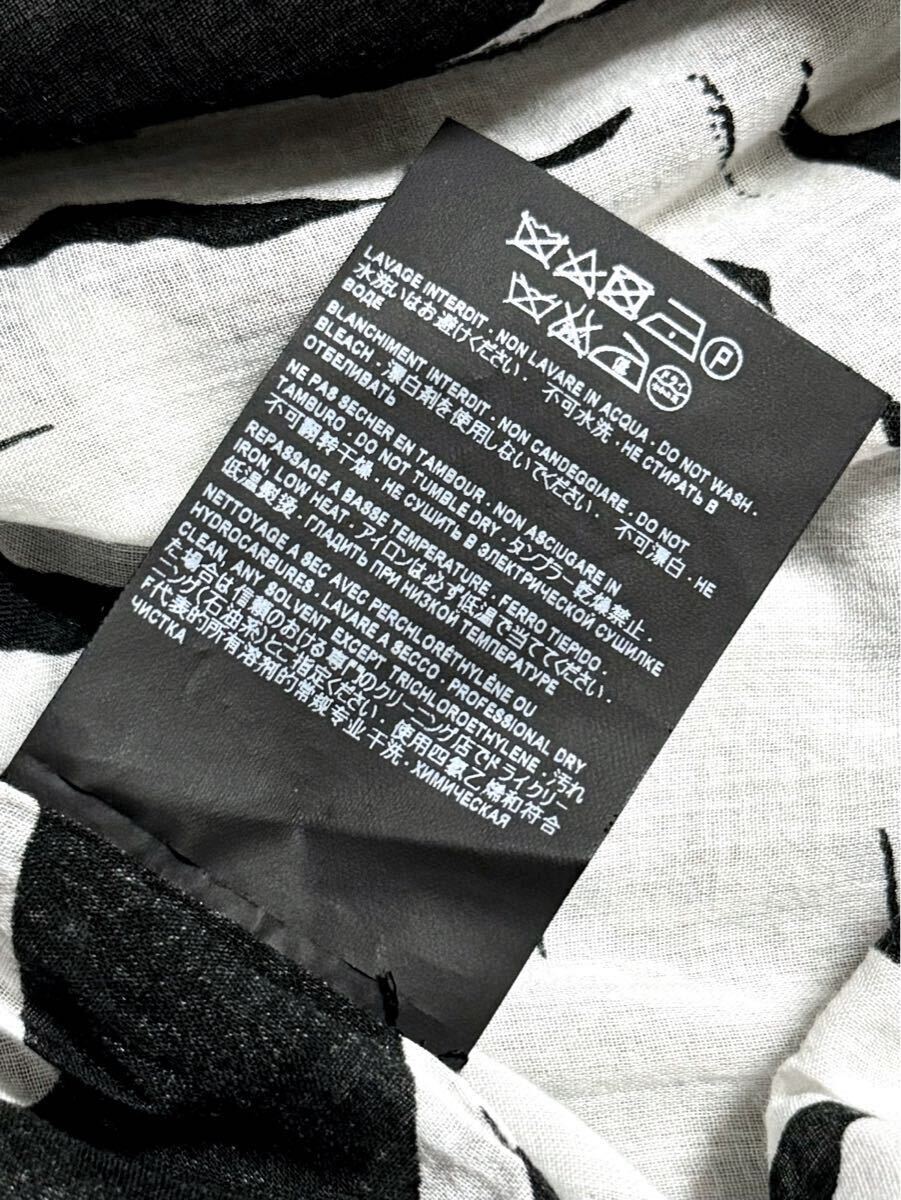 P
低
ドライ
LAVAGE INTERDIT . NON LAVARE IN ACQUA . DO NOT WASH .
水洗いはお避けください . 不可水洗 . НЕ СТИРАТЬ В
ВОДЕ
BLANCHIMENT INTERDIT . NON CANDEGGIARE . DO NOT
BLEACH . 漂白剤を使用しないでください . 不可漂白 . НЕ
ОТБЕЛИВАТЬ
NE PAS SECHER EN TAMBOUR . NON ASCIUGARE IN
TAMBURO . DO NOT TUMBLE DRY . タンブラー乾燥禁止 .
不可翻转干燥 . НЕ СУШИТЬ В ЭЛЕКТРИЧЕСКОЙ СУШИЛКЕ
REPASSAGE A BASSE TEMPERATURE . FERRO TIEPIDO .
IRON, LOW HEAT . アイロンは必ず低温で当ててください .
低温熨烫 . ГЛАДИТЬ ПРИ НИЗКОЙ ТЕМПЕРАТУРЕ
NETTOYAGE A SEC AVEC PERCHLORÉTHYLÈNE OU
HYDROCARBURES . LAVARE A SECCO . PROFESSIONAL DRY
CLEAN, ANY SOLVENT EXCEPT TRICHLOROETHYLENE . 汚れ
た場合は信頼のおける専門のクリーニング店でドライクリー
ニング(石油系)とご指定ください . 使用四氯乙烯和符合
F代表的所有溶剂的常规专业干洗 . ХИМИЧЕСКАЯ
ЧИСТКА